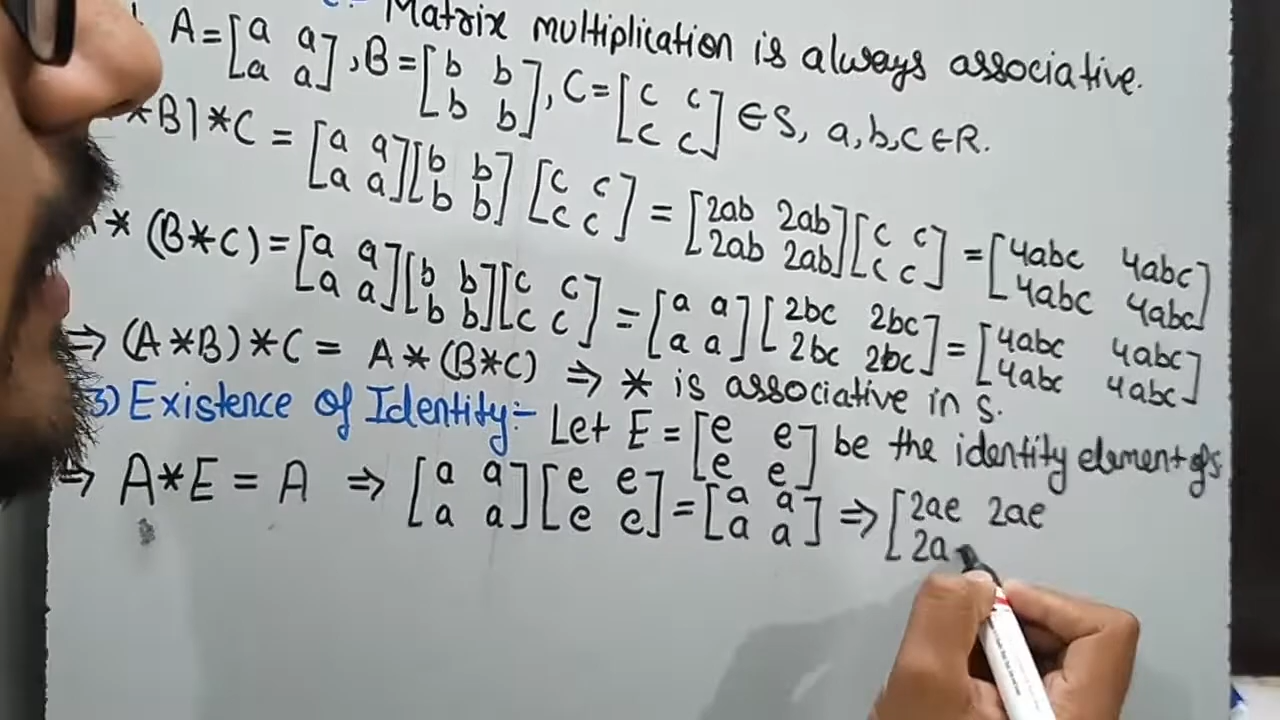 Matrix multiplication is always associative.
A = [a a a a], B = [b b b b], C = [c c c c] ∈ S, a, b, c ∈ R.
*B) * C = [a a a a][b b b b][c c c c] = [2ab 2ab 2ab 2ab][c c c c] = [4abc 4abc 4abc 4abc]
* (B*C) = [a a a a][b b b b][c c c c] = [a a a a][2bc 2bc 2bc 2bc] = [4abc 4abc 4abc 4abc]
⇒ (A*B)*C = A*(B*C) ⇒ * is associative in S.
3) Existence of Identity:- Let E = [e e e e] be the identity element of S
⇒ A*E = A ⇒ [a a a a][e e e e] = [a a a a] ⇒ [2ae 2ae 2a